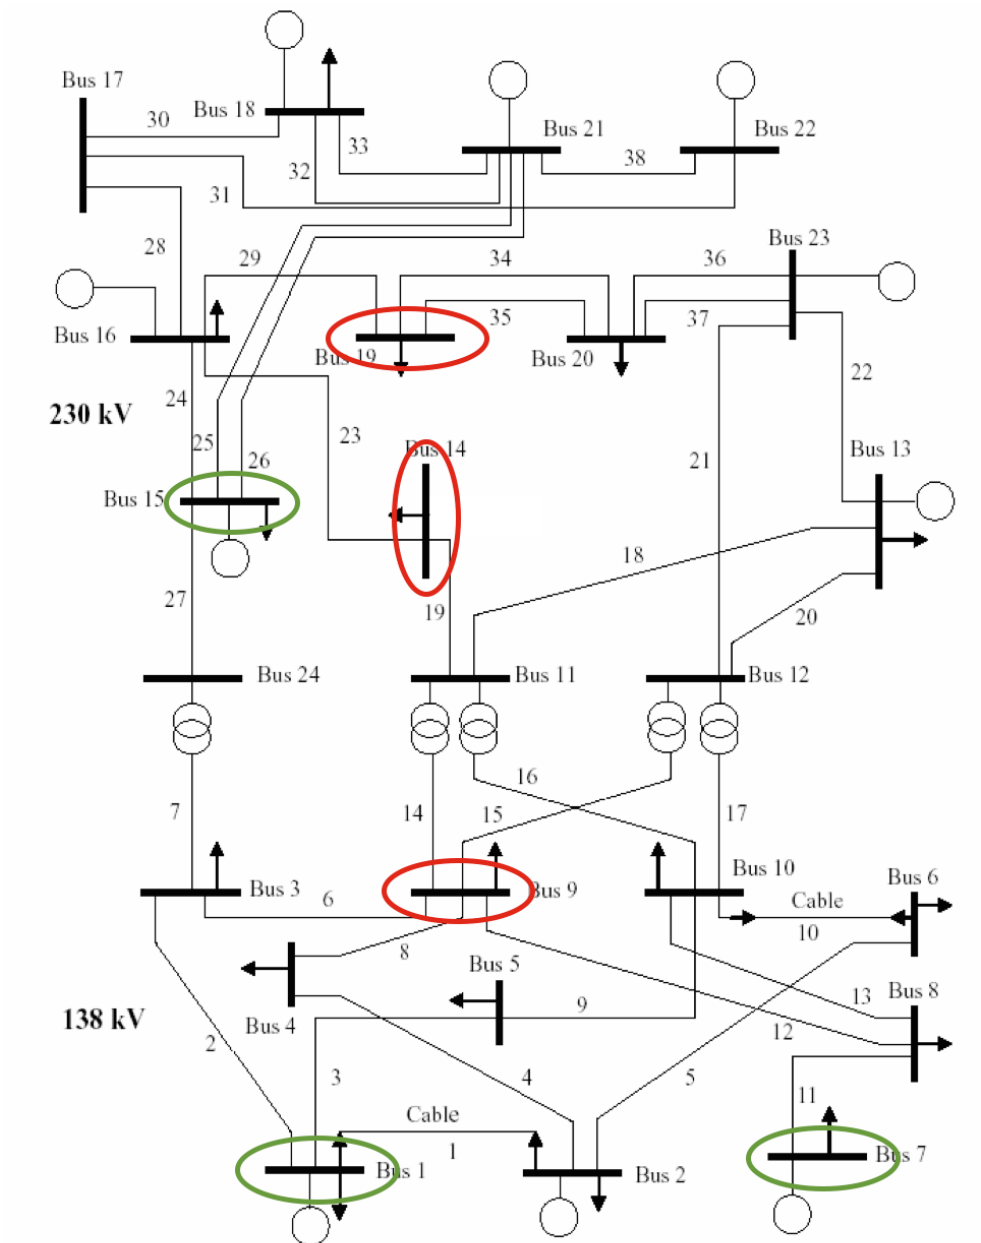 Bus 17
30
Bus 18
33
32
Bus 21
38
Bus 22
31
28
29
34
36
Bus 23
Bus 16
35
37
Bus 19
Bus 20
24
22
230 kV
25
26
23
Bus 14
21
Bus 13
Bus 15
18
27
19
20
Bus 24
Bus 11
Bus 12
16
7
14
15
17
Bus 3
Bus 9
Bus 10
Bus 6
6
Cable
10
8
Bus 5
13
Bus 8
138 kV
Bus 4
9
12
2
3
4
5
11
Cable
1
Bus 1
Bus 2
Bus 7